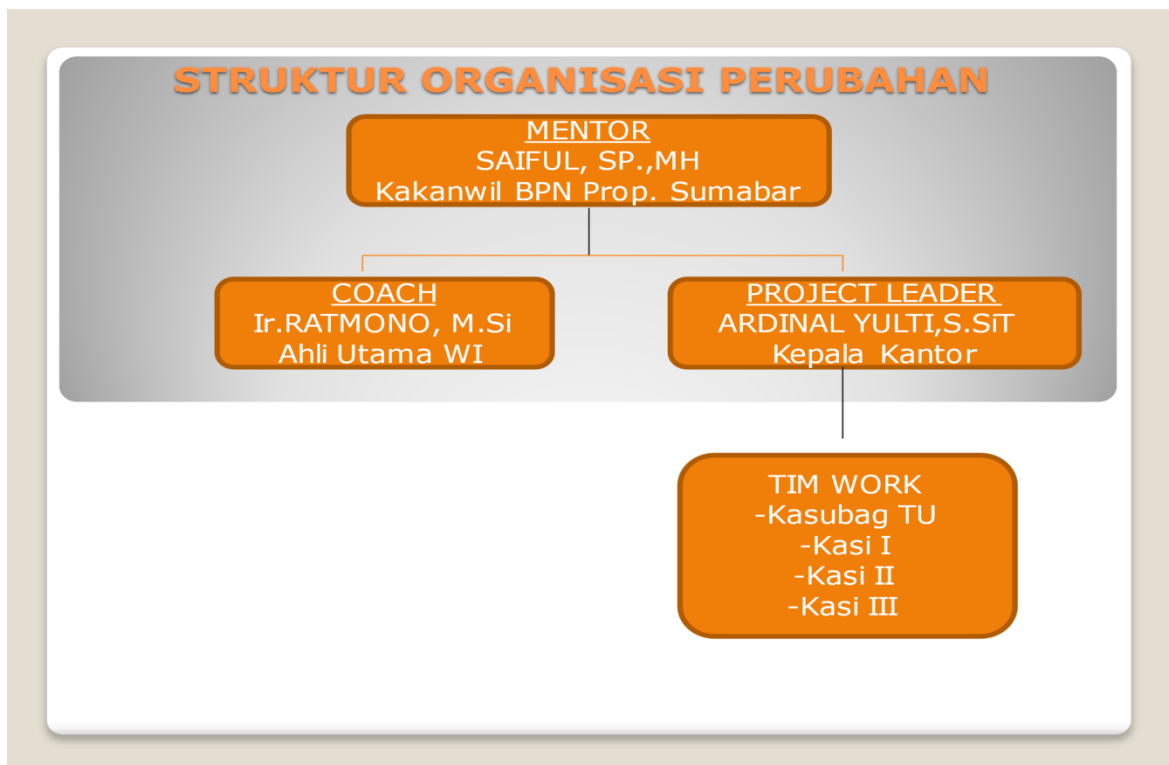 STRUKTUR ORGANISASI PERUBAHAN
MENTOR
SAIFUL, SP.,MH
Kakanwil BPN Prop. Sumabar
COACH
Ir.RATMONO, M.Si
Ahli Utama WI
PROJECT LEADER
ARDINAL YULTI,S.SiT
Kepala Kantor
TIM WORK
-Kasubag TU
-Kasi I
-Kasi II
-Kasi III